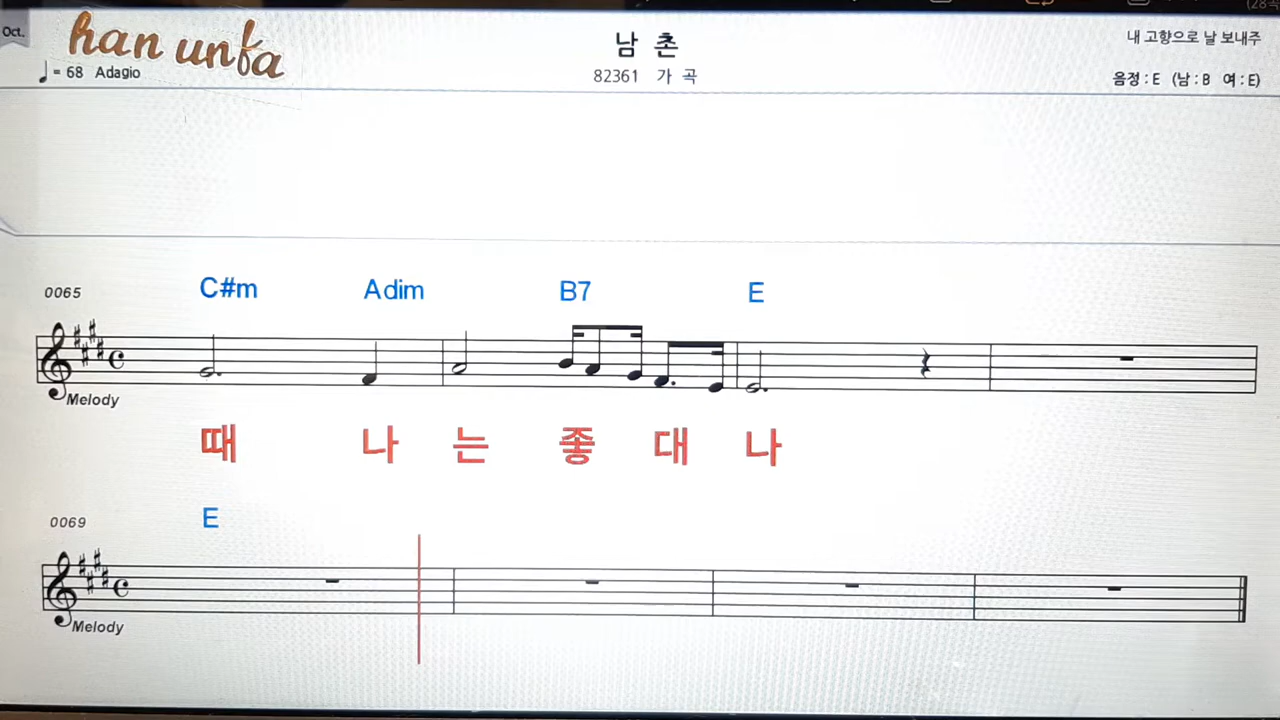 Oct.
han unfa
남 촌
내 고향으로 날 보내주
♩ = 68 Adagio
82361 가 곡
음정 : E (남 : B 여 : E)
0065
C#m Adim B7 E
Melody
때 나 는 좋 대 나
0069
E
Melody